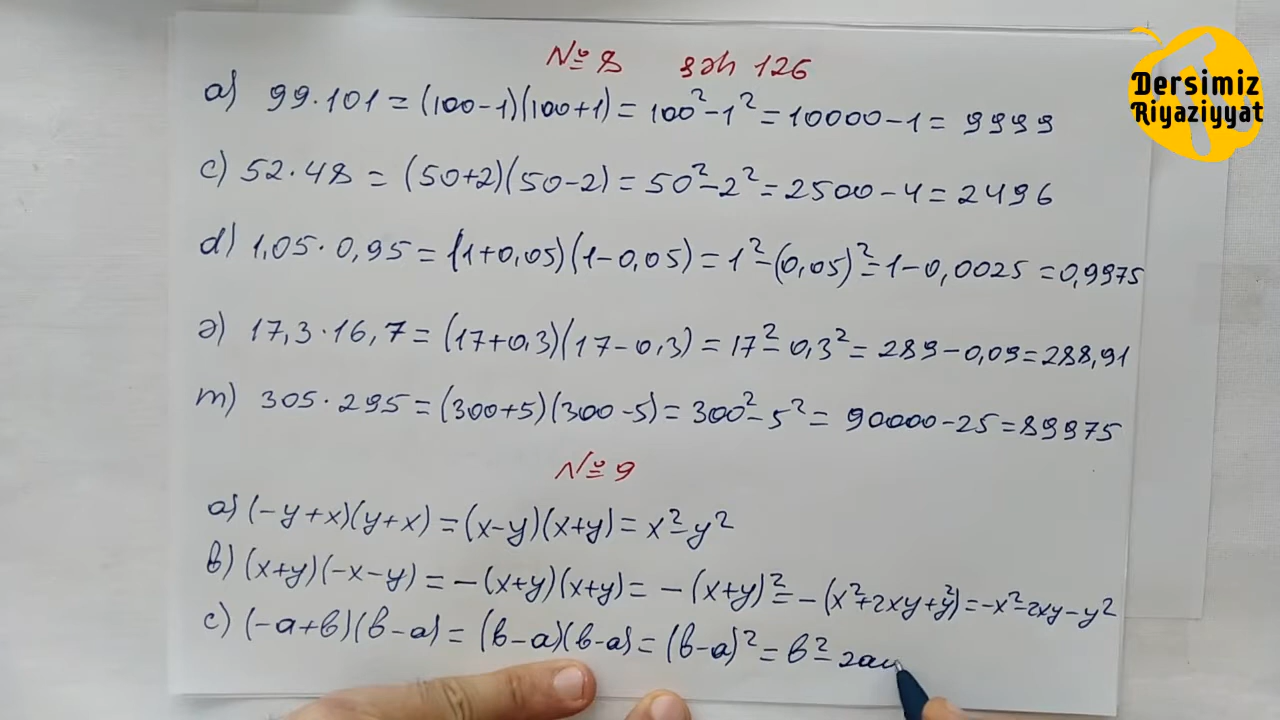 № 8 səh 126
a) 99·101 = (100-1)(100+1) = 100² - 1² = 10000 - 1 = 9999
c) 52·48 = (50+2)(50-2) = 50² - 2² = 2500 - 4 = 2496
d) 1,05·0,95 = (1+0,05)(1-0,05) = 1² - (0,05)² = 1 - 0,0025 = 0,9975
ə) 17,3·16,7 = (17+0,3)(17-0,3) = 17² - 0,3² = 289 - 0,09 = 288,91
m) 305·295 = (300+5)(300-5) = 300² - 5² = 90000 - 25 = 89975
№ 9
a) (-y+x)(y+x) = (x-y)(x+y) = x² - y²
b) (x+y)(-x-y) = -(x+y)(x+y) = -(x+y)² = -(x²+2xy+y²) = -x²-2xy-y²
c) (-a+b)(b-a) = (b-a)(b-a) = (b-a)² = b² - 2a
Dersimiz
Riyaziyyat